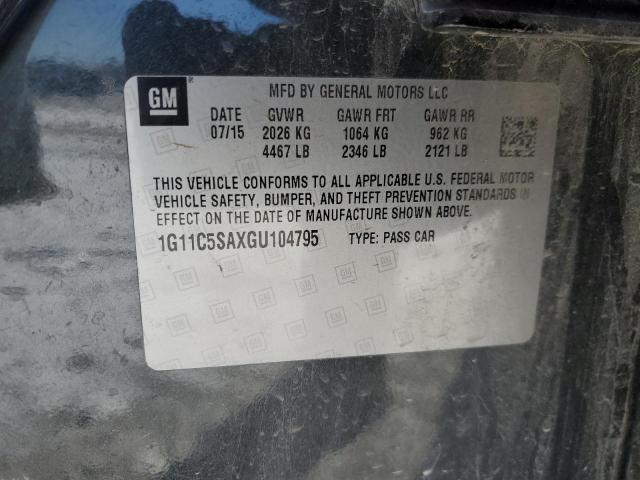 GM
MFD BY GENERAL MOTORS LLC
DATE GVWR GAWR FRT GAWR RR
07/15 2026 KG 1064 KG 962 KG
4467 LB 2346 LB 2121 LB
THIS VEHICLE CONFORMS TO ALL APPLICABLE U.S. FEDERAL MOTOR
VEHICLE SAFETY, BUMPER, AND THEFT PREVENTION STANDARDS IN
EFFECT ON THE DATE OF MANUFACTURE SHOWN ABOVE.
1G11C5SAXGU104795 TYPE: PASS CAR